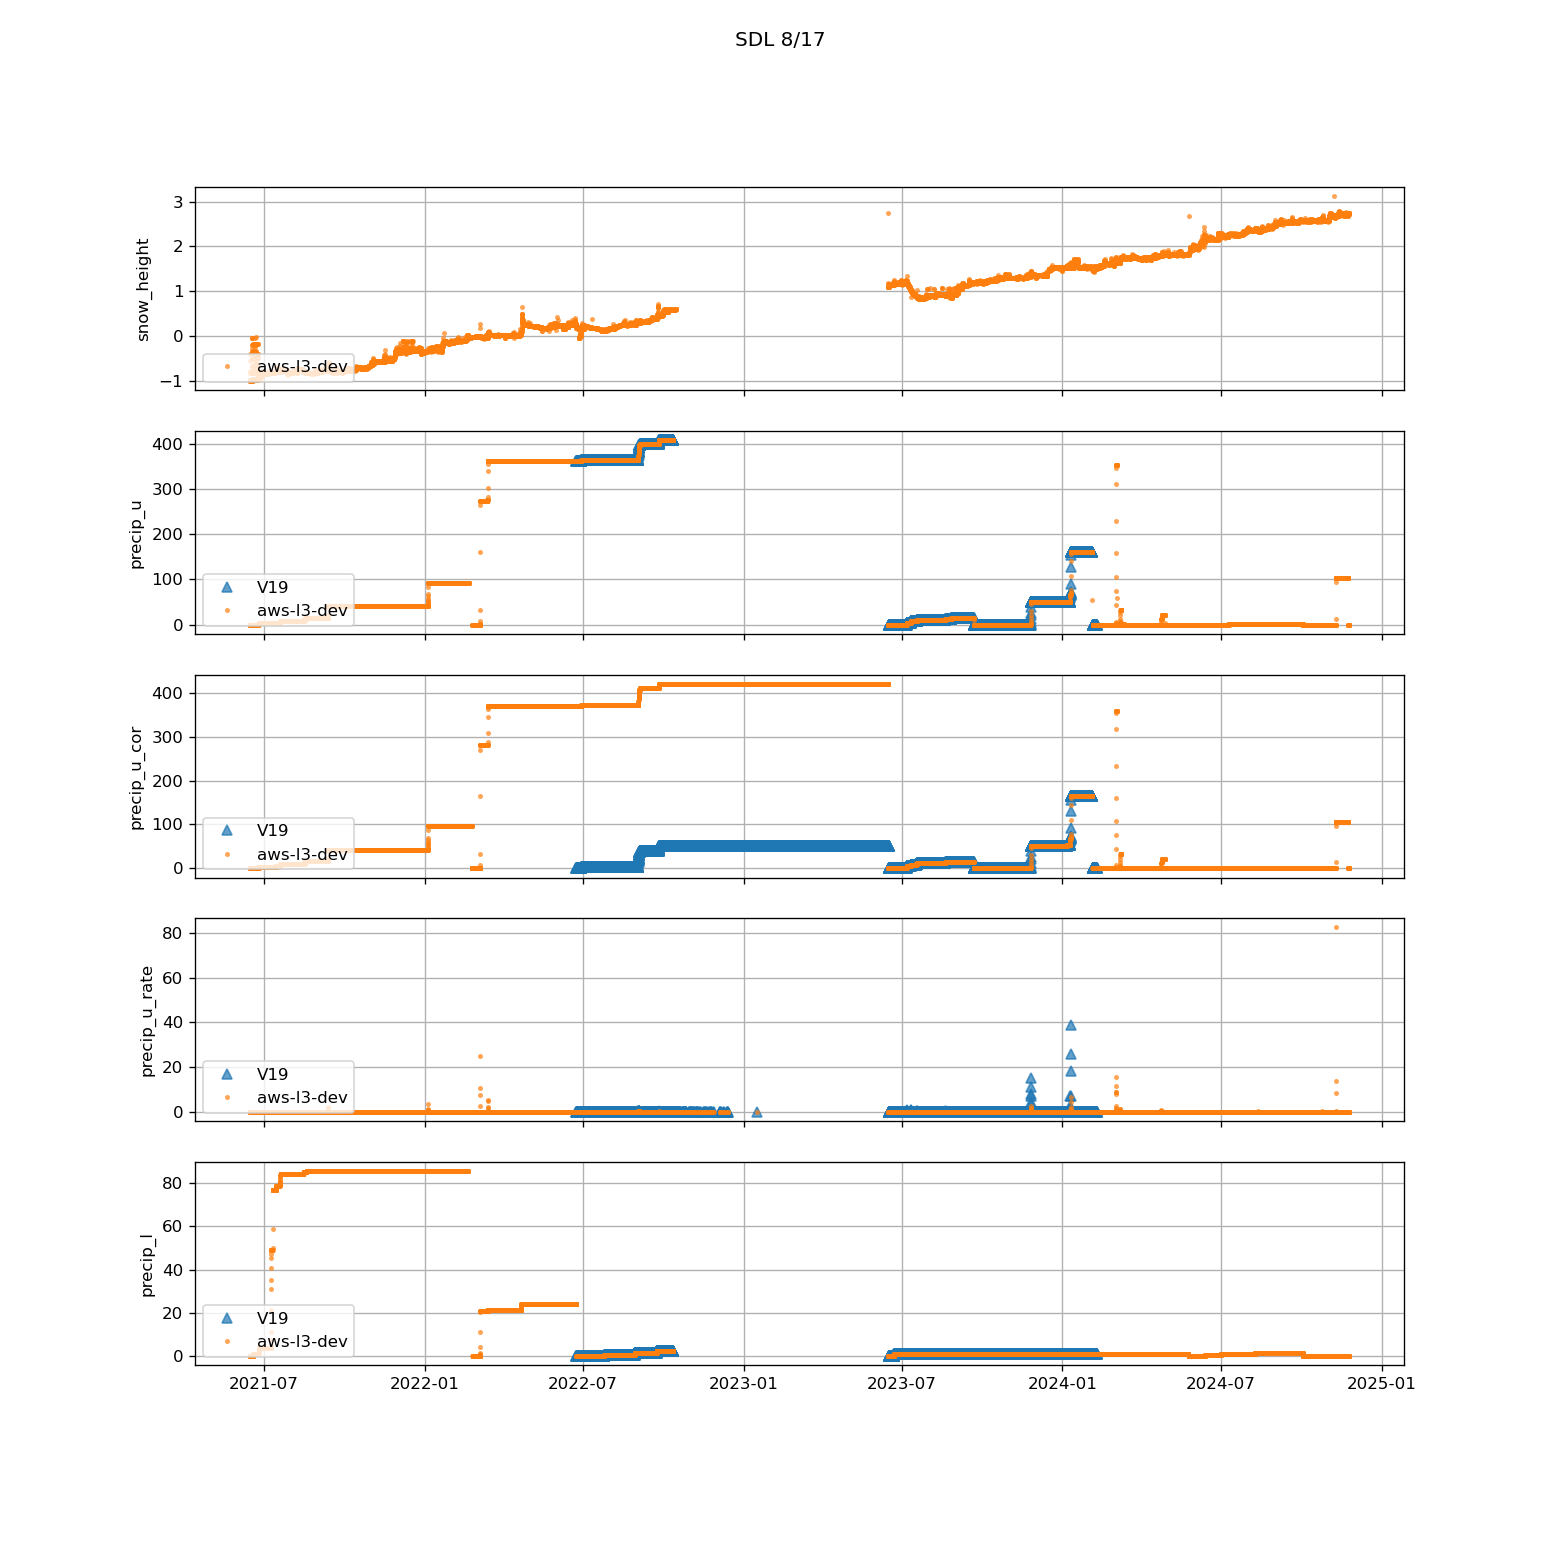 SDL 8/17
snow_height
3
2
1
0
−1
aws-l3-dev
precip_u
400
300
200
100
0
V19
aws-l3-dev
precip_u_cor
400
300
200
100
0
V19
aws-l3-dev
precip_u_rate
80
60
40
20
0
V19
aws-l3-dev
precip_l
80
60
40
20
0
V19
aws-l3-dev
2021-07 2022-01 2022-07 2023-01 2023-07 2024-01 2024-07 2025-01